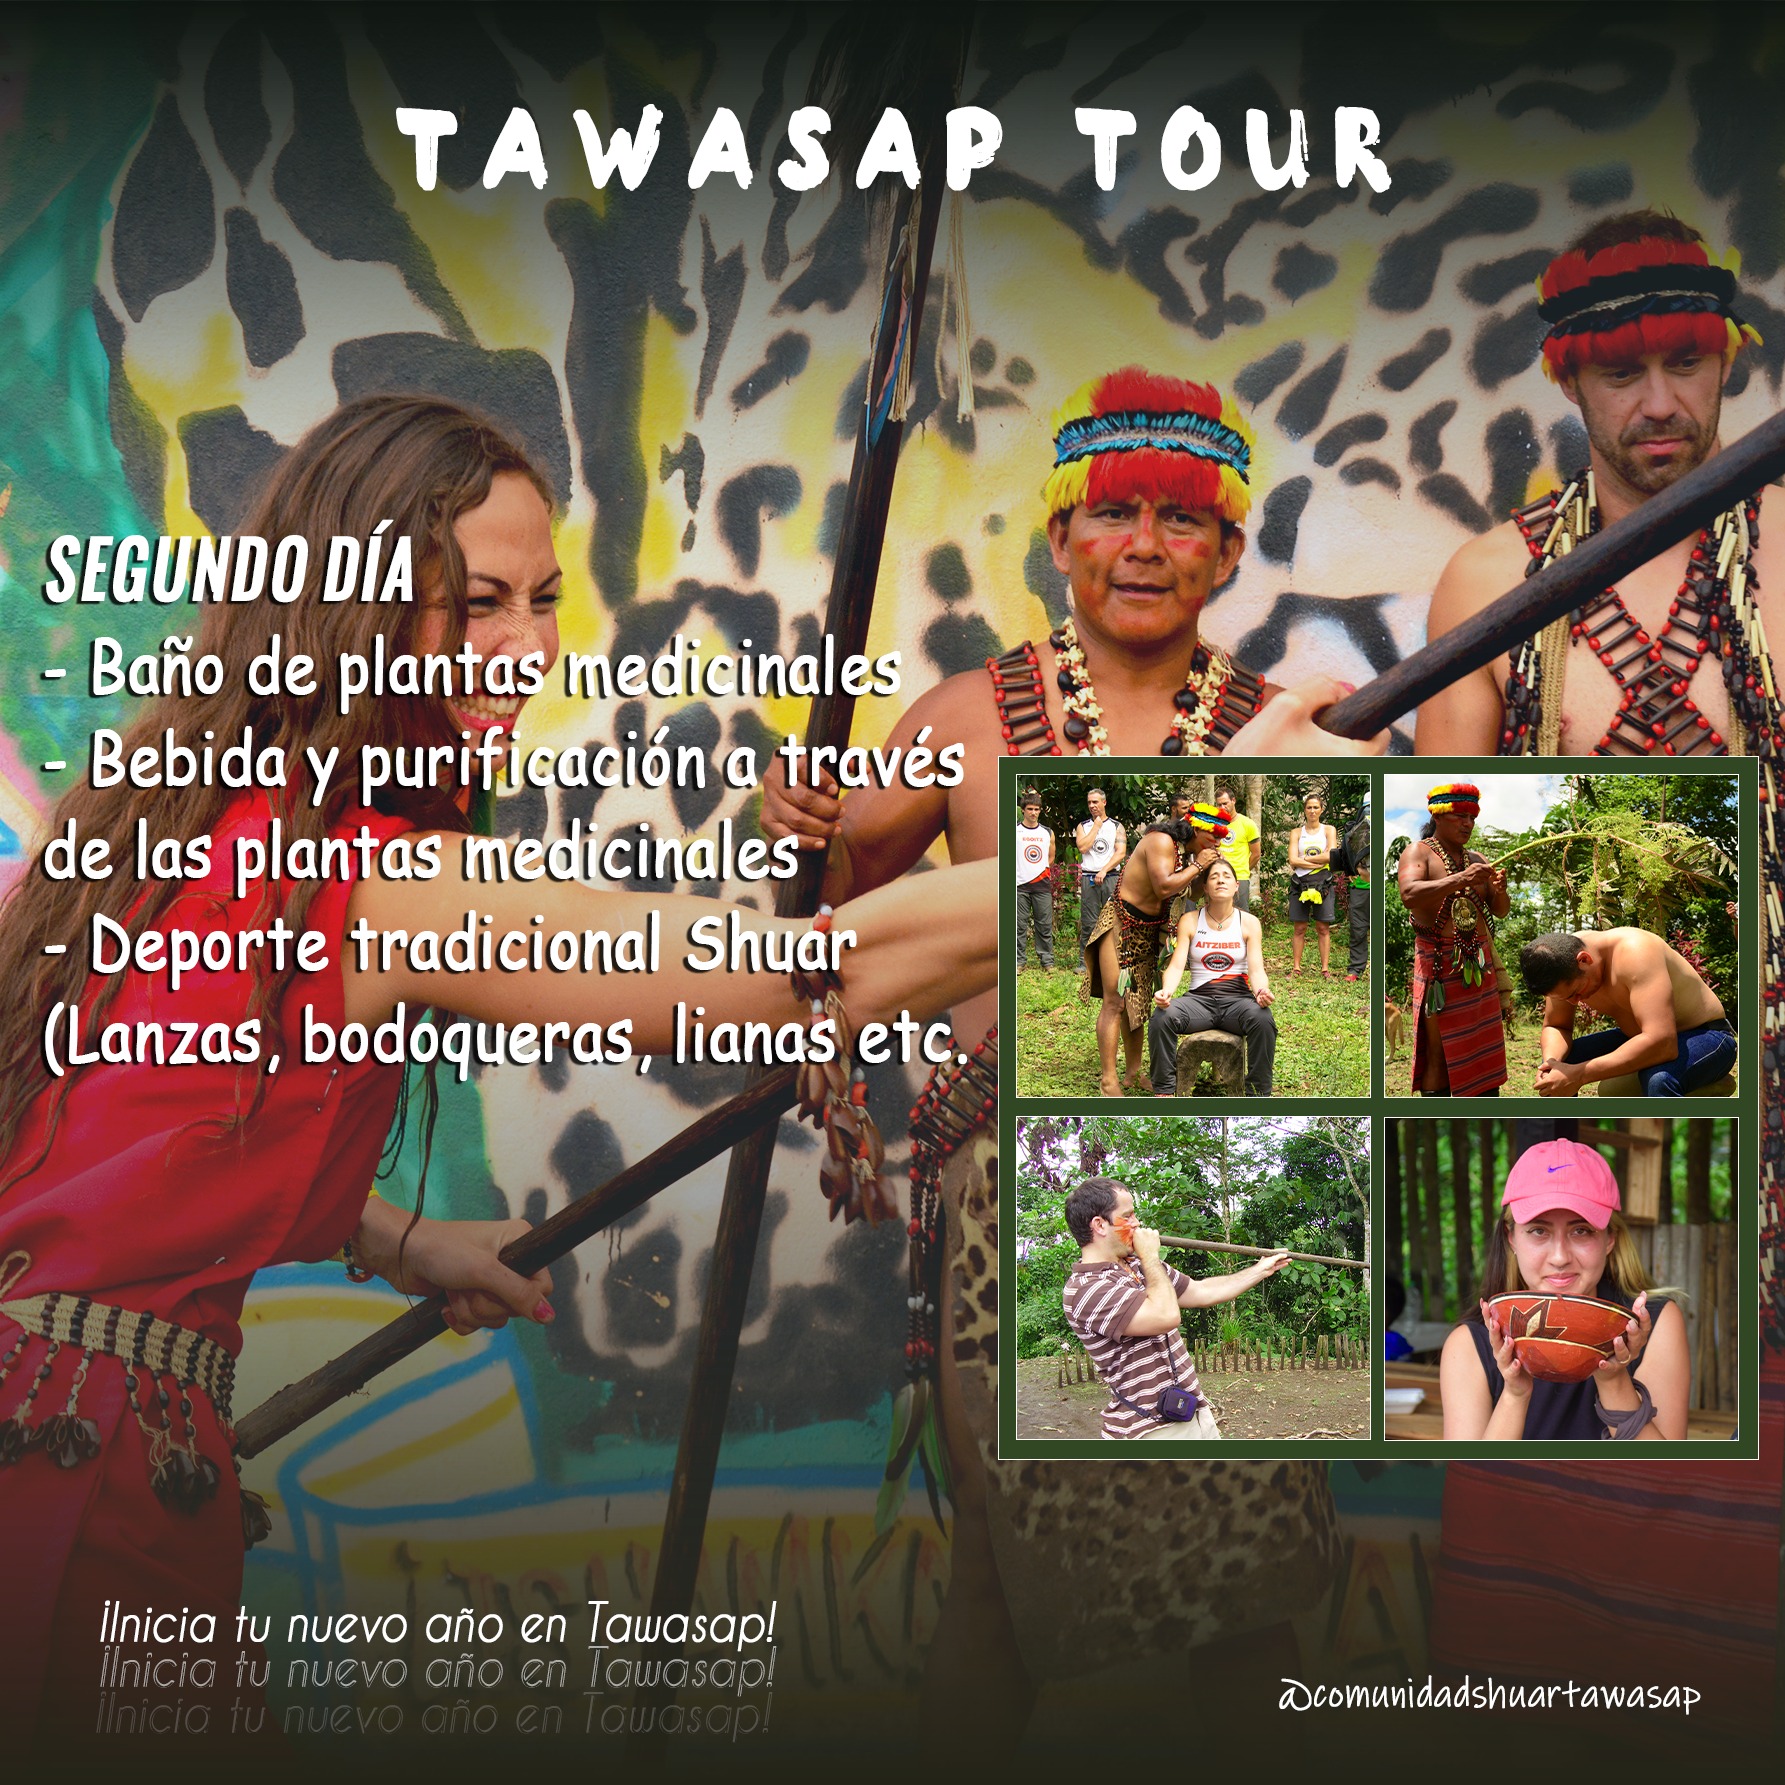 TAWASAP TOUR
SEGUNDO DÍA
- Baño de plantas medicinales
- Bebida y purificación a través
de las plantas medicinales
- Deporte tradicional Shuar
(Lanzas, bodoqueras, lianas etc.
AITZIBER
¡Inicia tu nuevo año en Tawasap!
¡Inicia tu nuevo año en Tawasap!
¡Inicia tu nuevo año en Tawasap!
@comunidadshuartawasap